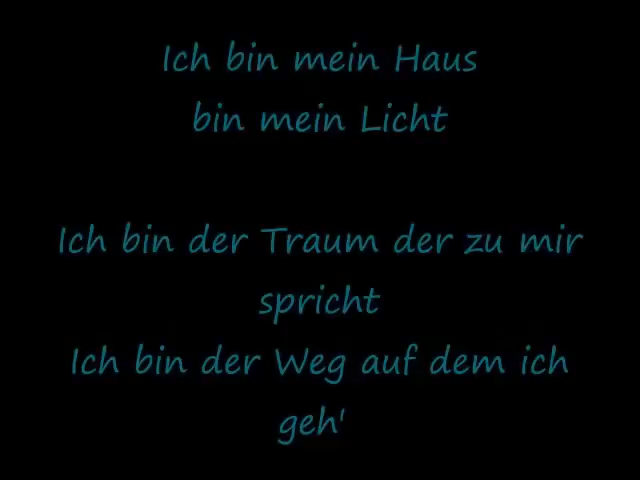 Ich bin mein Haus
bin mein Licht
Ich bin der Traum der zu mir
spricht
Ich bin der Weg auf dem ich
geh'